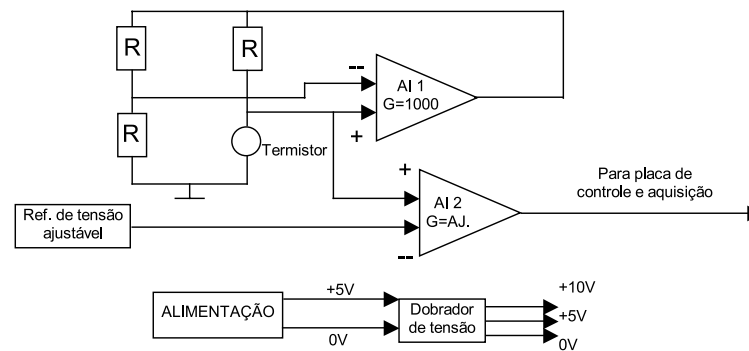 R
R
R
--
AI 1
G=1000
+
Termistor
+
Para placa de
controle e aquisição
Ref. de tensão
ajustável
AI 2
G=AJ.
--
ALIMENTAÇÃO
+5V
0V
Dobrador
de tensão
+10V
+5V
0V